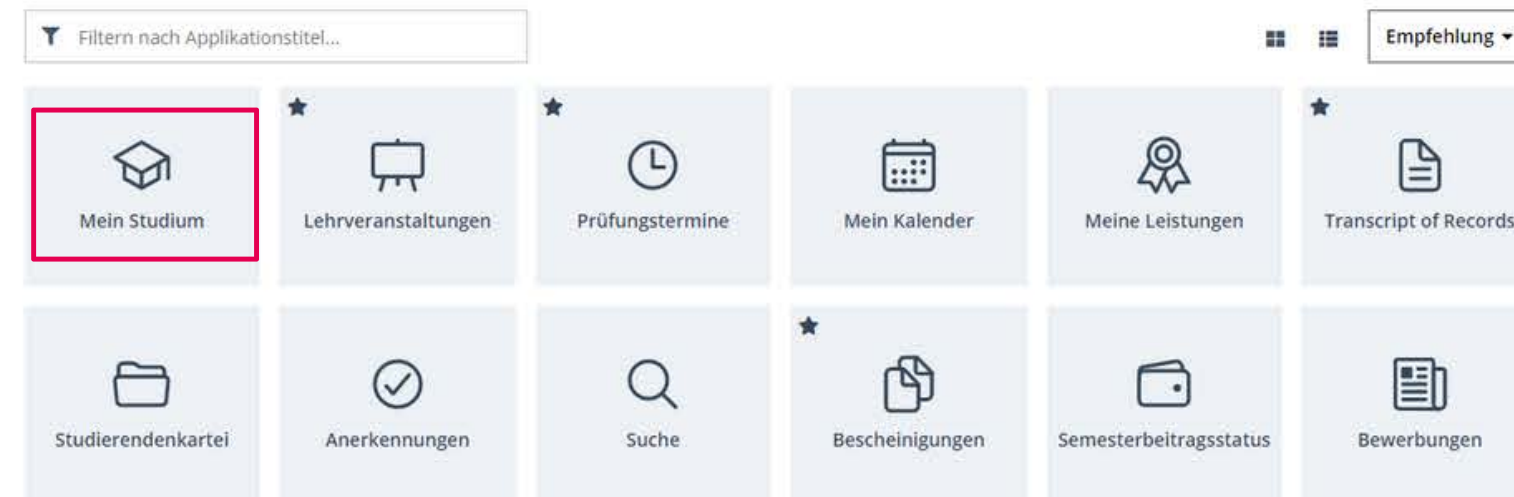 Filtern nach Applikationstitel...
Empfehlung
Mein Studium
Lehrveranstaltungen
Prüfungstermine
Mein Kalender
Meine Leistungen
Transcript of Records
Studierendenkartei
Anerkennungen
Suche
Bescheinigungen
Semesterbeitragsstatus
Bewerbungen